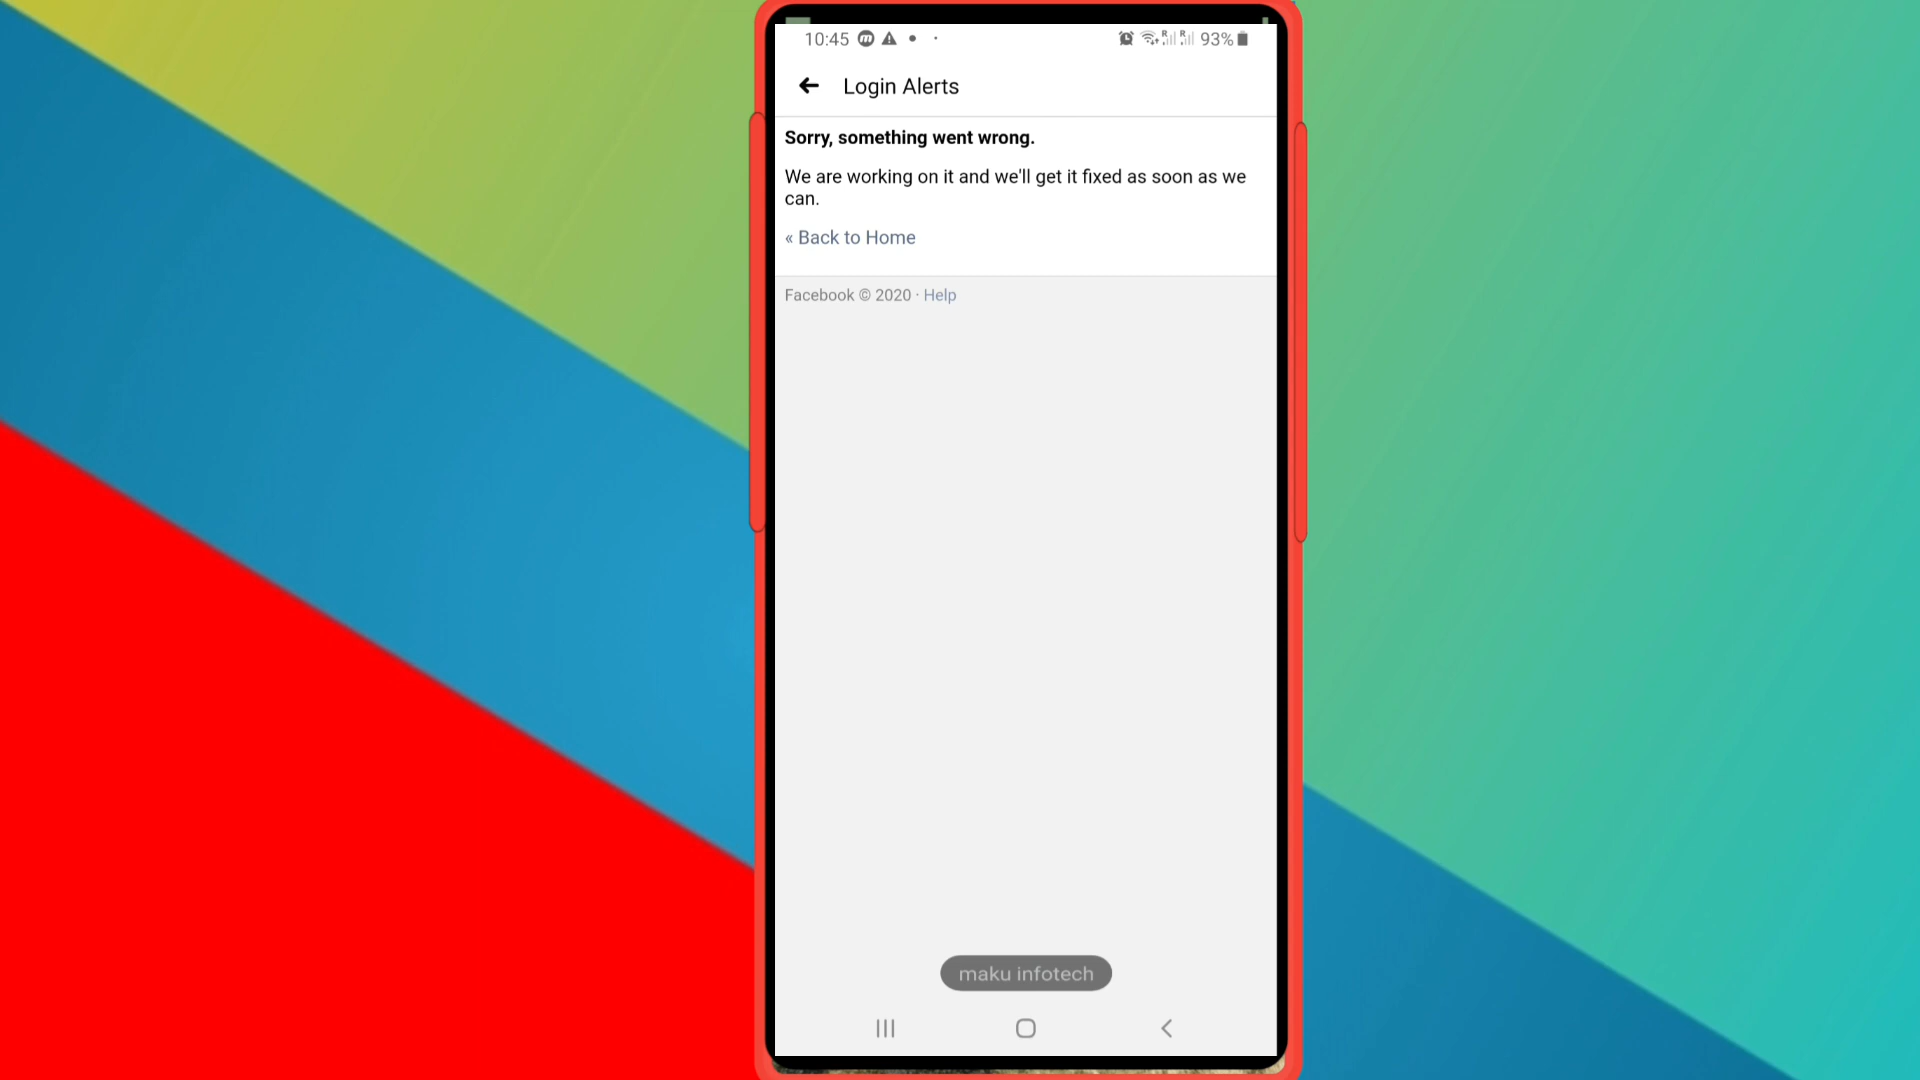 10:45
93%
Login Alerts
Sorry, something went wrong.
We are working on it and we'll get it fixed as soon as we
can.
« Back to Home
Facebook © 2020 · Help
maku infotech